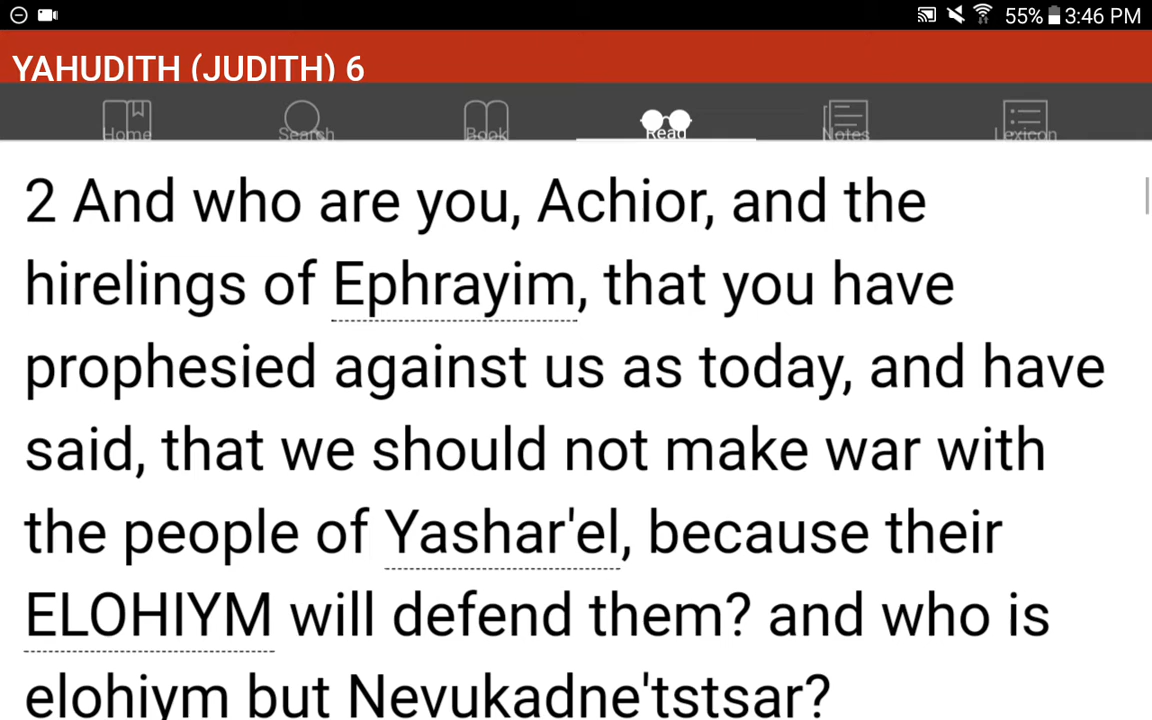 55% 3:46 PM
YAHUDITH (JUDITH) 6
Home Search Book Read Notes Lexicon
2 And who are you, Achior, and the
hirelings of Ephrayim, that you have
prophesied against us as today, and have
said, that we should not make war with
the people of Yashar'el, because their
ELOHIYM will defend them? and who is
elohiym but Nevukadne'tstsar?